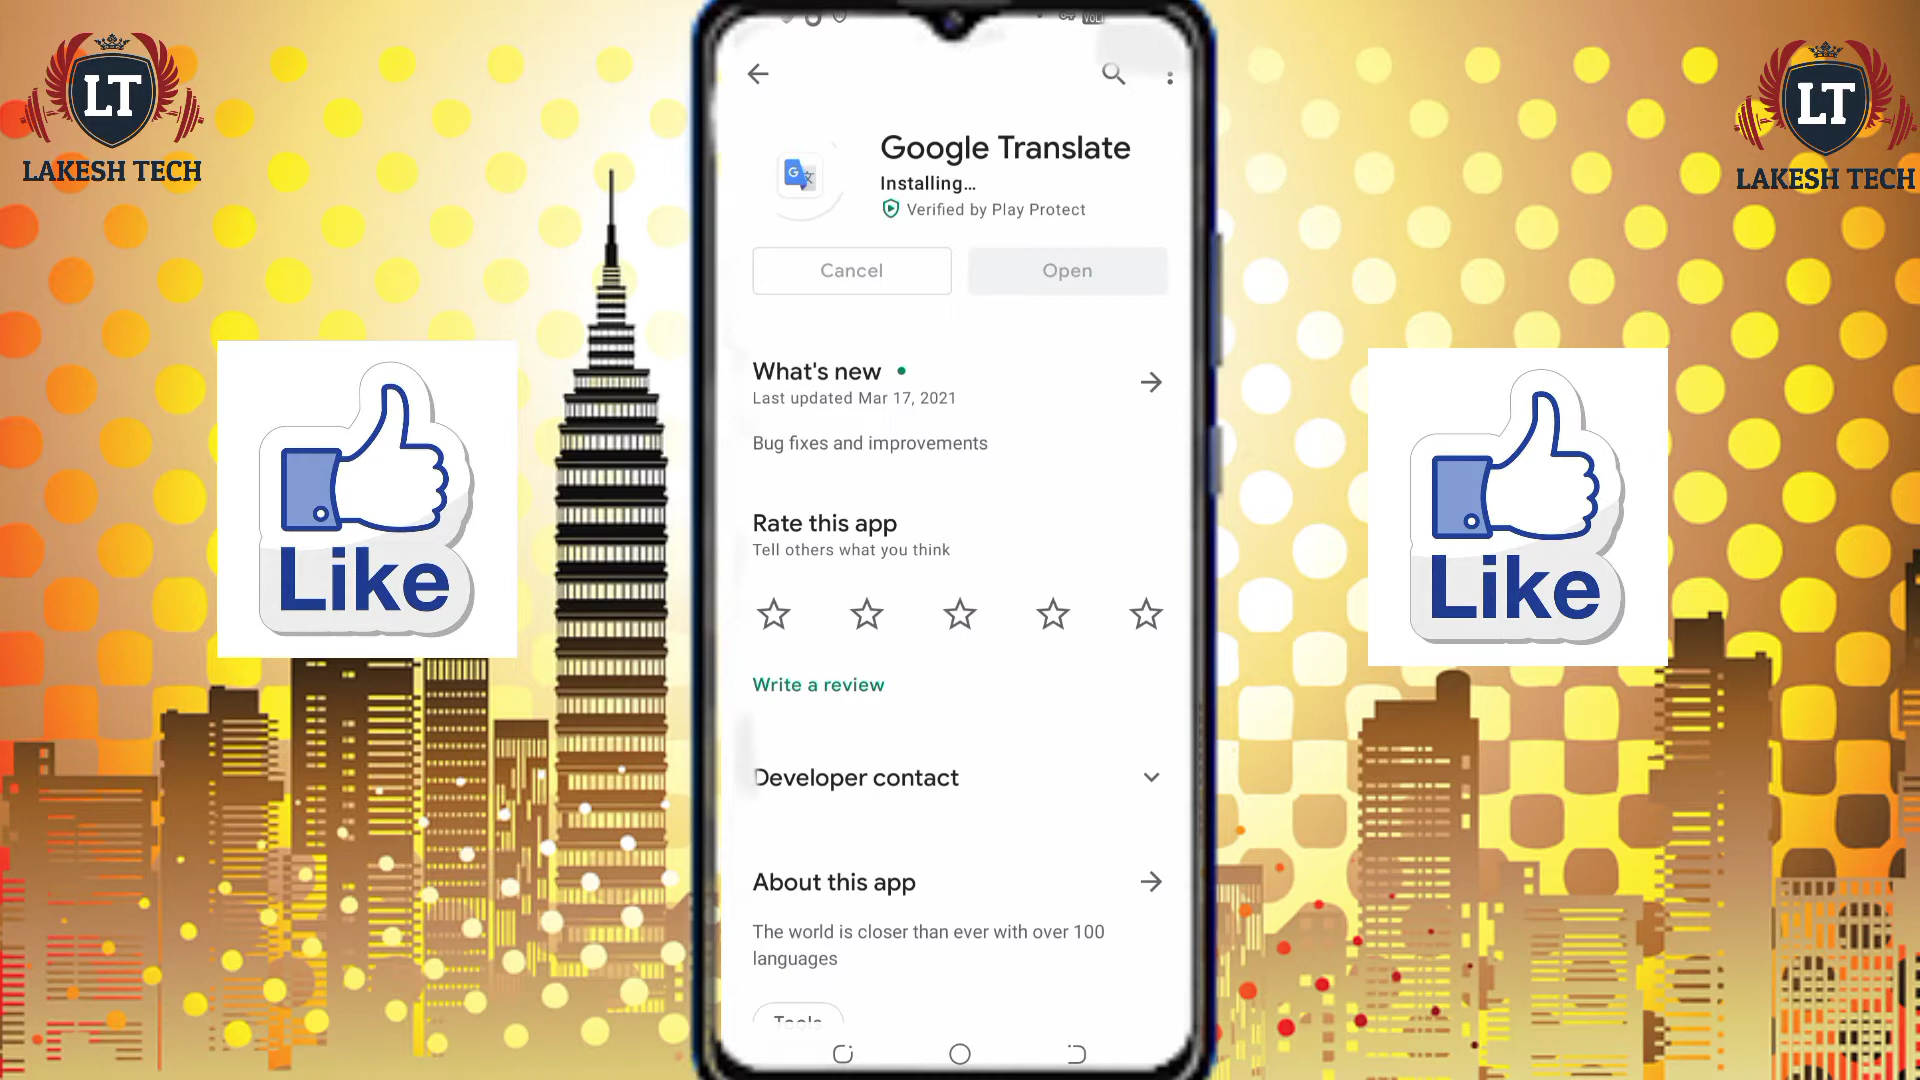 LT
LAKESH TECH
LT
LAKESH TECH
VOLT
Google Translate
Installing...
Verified by Play Protect
Cancel
Open
What's new
Last updated Mar 17, 2021
Bug fixes and improvements
Rate this app
Tell others what you think
Write a review
Developer contact
About this app
The world is closer than ever with over 100
languages
Tools
Like
Like